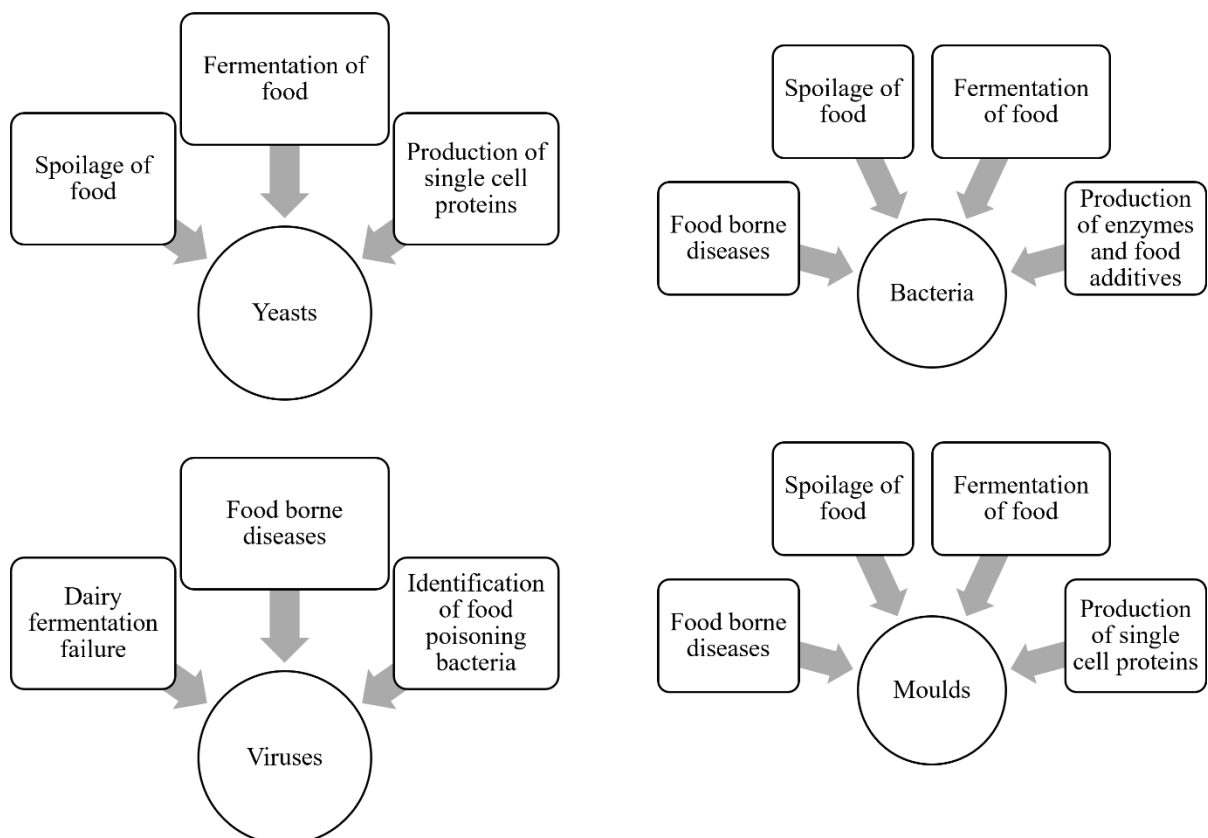 Fermentation of
food
Spoilage of
food
Production of
single cell
proteins
Yeasts
Spoilage of
food
Fermentation
of food
Food borne
diseases
Production
of enzymes
and food
additives
Bacteria
Food borne
diseases
Dairy
fermentation
failure
Identification
of food
poisoning
bacteria
Viruses
Spoilage of
food
Fermentation
of food
Food borne
diseases
Production
of single
cell proteins
Moulds